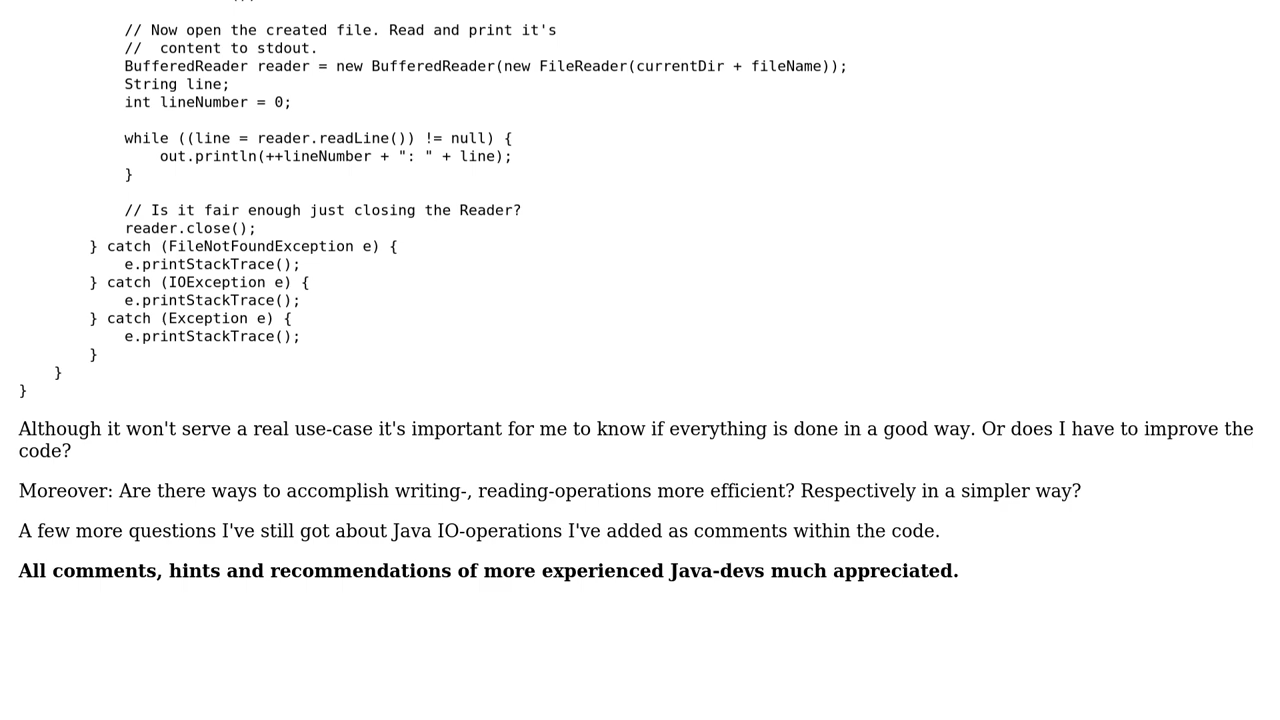 // Now open the created file. Read and print it's
//  content to stdout.
BufferedReader reader = new BufferedReader(new FileReader(currentDir + fileName));
String line;
int lineNumber = 0;
while ((line = reader.readLine()) != null) {
out.println(++lineNumber + ": " + line);
}
// Is it fair enough just closing the Reader?
reader.close();
} catch (FileNotFoundException e) {
e.printStackTrace();
} catch (IOException e) {
e.printStackTrace();
} catch (Exception e) {
e.printStackTrace();
}
}
}
Although it won't serve a real use-case it's important for me to know if everything is done in a good way. Or does I have to improve the
code?
Moreover: Are there ways to accomplish writing-, reading-operations more efficient? Respectively in a simpler way?
A few more questions I've still got about Java IO-operations I've added as comments within the code.
All comments, hints and recommendations of more experienced Java-devs much appreciated.